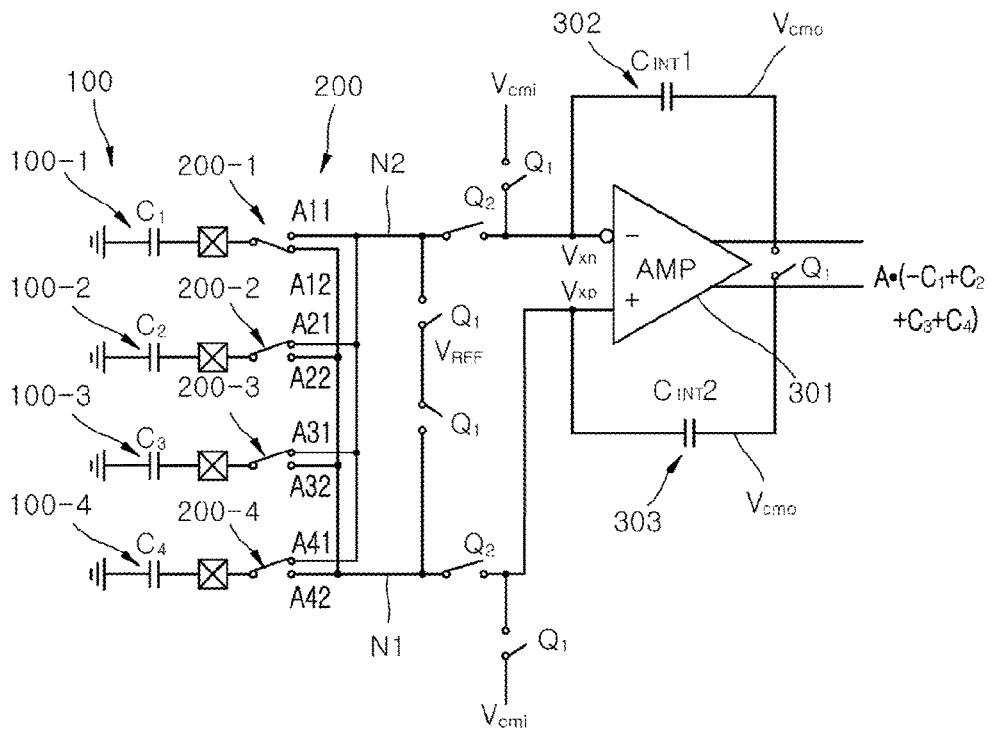 302
Vcmo
CINT1
100
200
Vcmi
100-1
200-1
N2
Q1
C1
A11
Q2
A12
Vxn
−
AMP
Q1
A•(-C1+C2
+C3+C4)
100-2
200-2
Q1
Vxp
+
C2
A21
VREF
A22
301
100-3
200-3
Q1
CINT2
C3
A31
A32
303
Vcmo
100-4
200-4
C4
A41
Q2
A42
N1
Q1
Vcmi